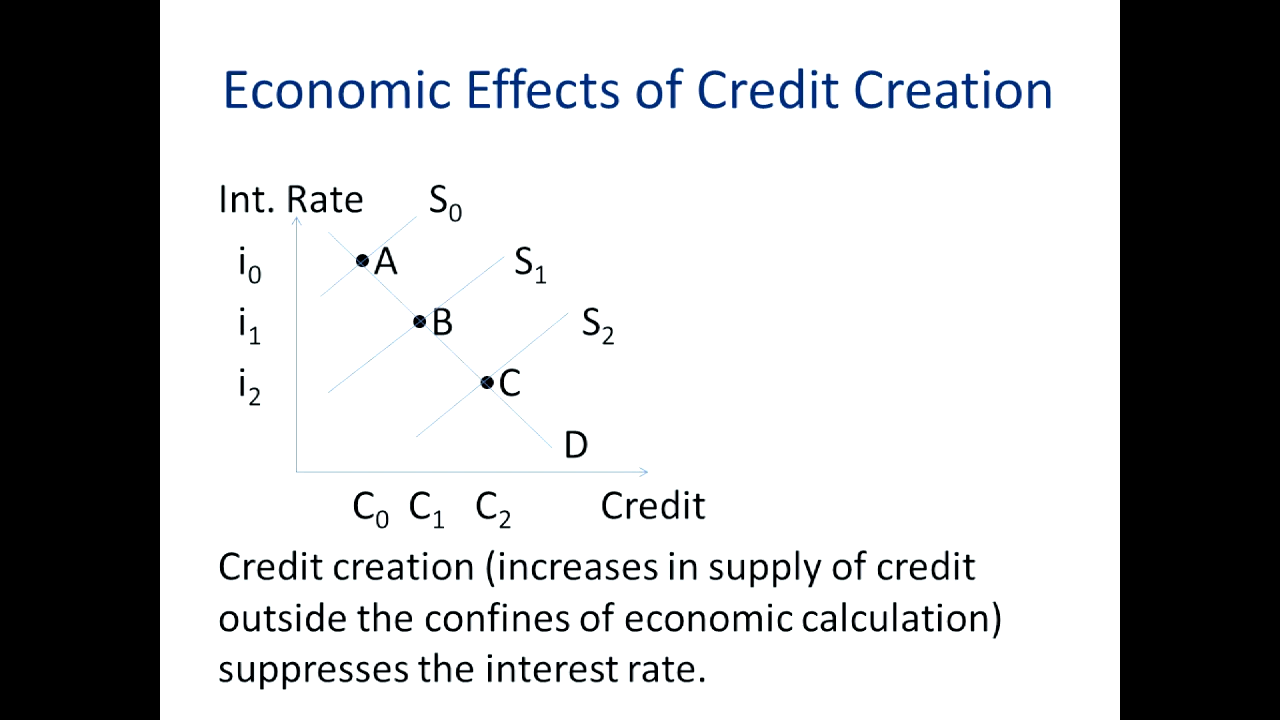 Economic Effects of Credit Creation
Int. Rate S₀
i₀ A S₁
i₁ B S₂
i₂ C
D
C₀ C₁ C₂ Credit
Credit creation (increases in supply of credit
outside the confines of economic calculation)
suppresses the interest rate.